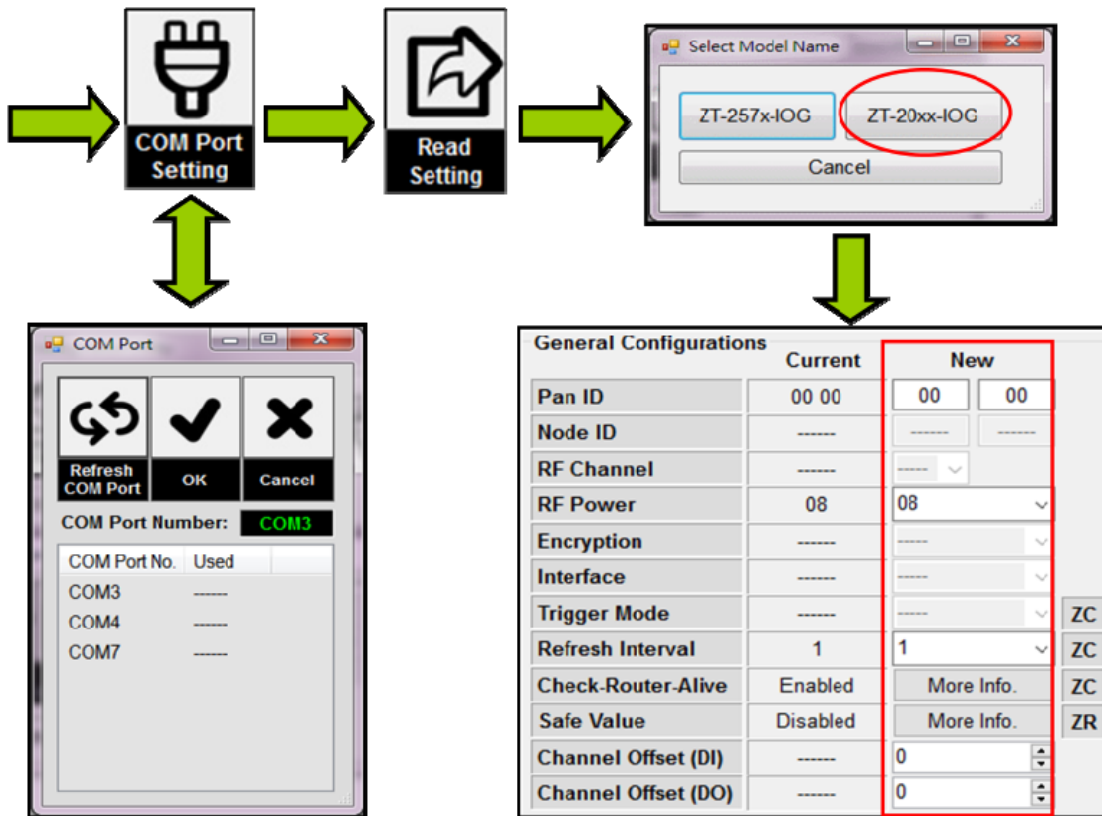 COM Port
Setting
Read
Setting
Select Model Name
ZT-257x-IOG
ZT-20xx-IOG
Cancel
COM Port
Refresh
COM Port
OK
Cancel
COM Port Number: COM3
COM Port No. Used
COM3 ------
COM4 ------
COM7 ------
General Configurations
Current New
Pan ID 00 00 00 00
Node ID ------ ------ ------
RF Channel ------ -----
RF Power 08 08
Encryption ------ -----
Interface ------ -----
Trigger Mode ------ ----- ZC
Refresh Interval 1 1 ZC
Check-Router-Alive Enabled More Info. ZC
Safe Value Disabled More Info. ZR
Channel Offset (DI) ------ 0
Channel Offset (DO) ------ 0